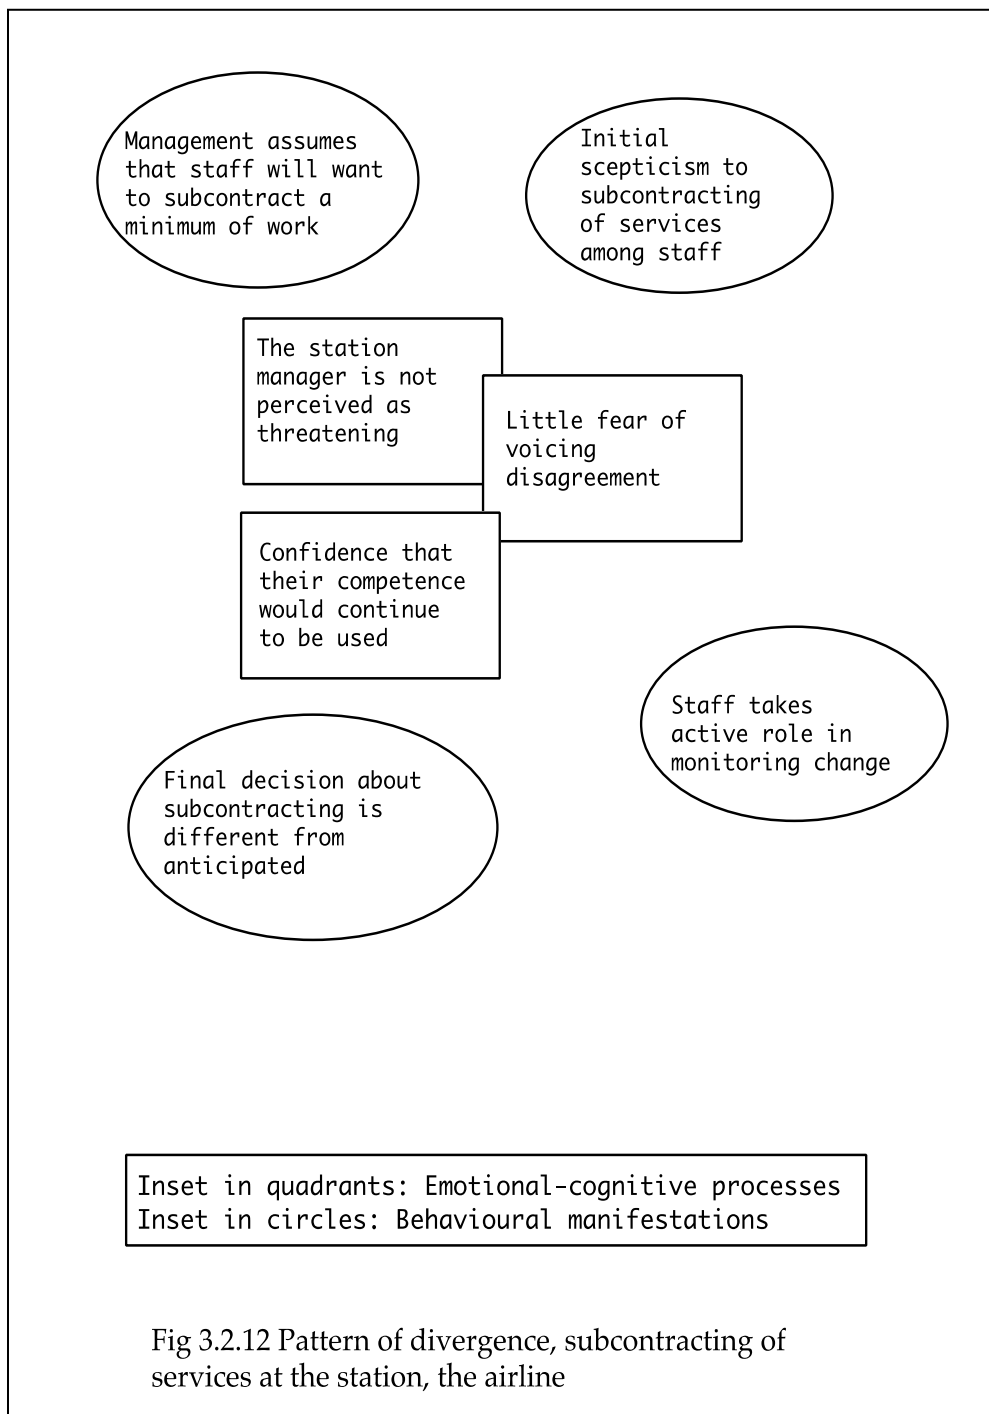 Management assumes
that staff will want
to subcontract a
minimum of work
Initial
scepticism to
subcontracting
of services
among staff
The station
manager is not
perceived as
threatening
Little fear of
voicing
disagreement
Confidence that
their competence
would continue
to be used
Staff takes
active role in
monitoring change
Final decision about
subcontracting is
different from
anticipated
Inset in quadrants: Emotional-cognitive processes
Inset in circles: Behavioural manifestations
Fig 3.2.12 Pattern of divergence, subcontracting of
services at the station, the airline